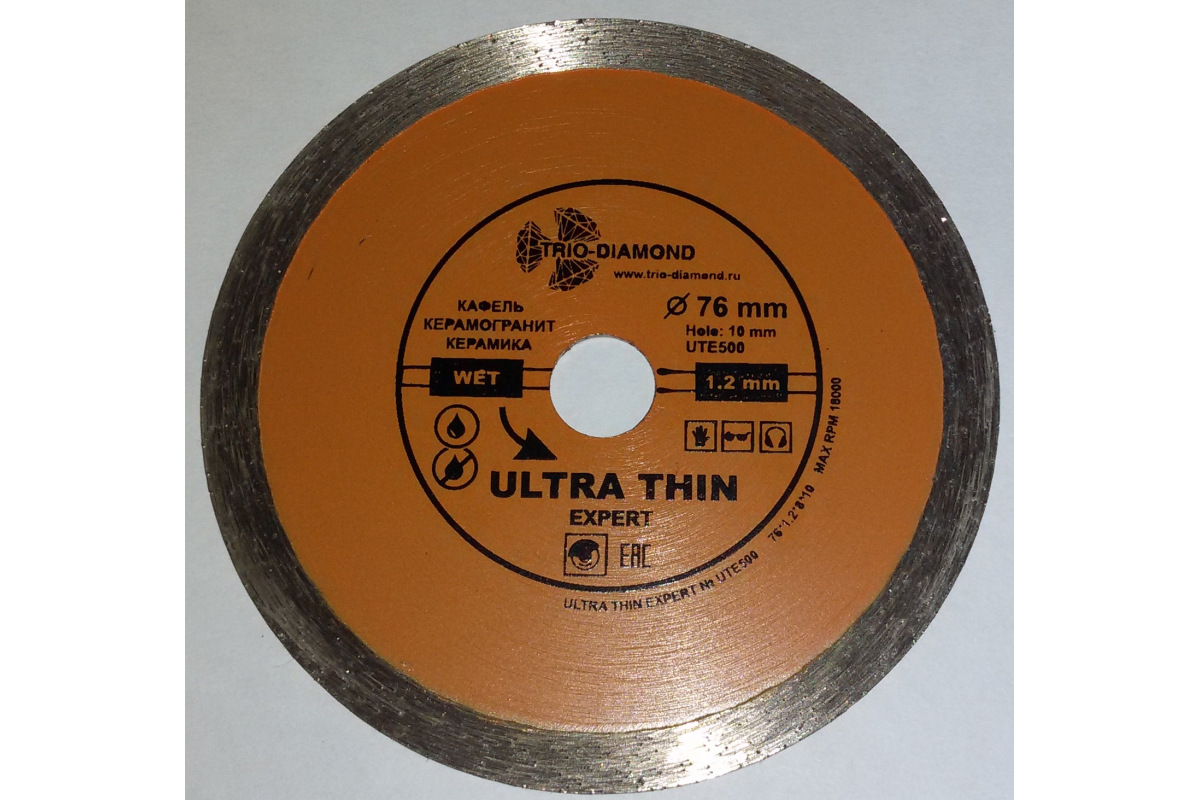 TRIO-DIAMOND
www.trio-diamond.ru
КАФЕЛЬ
КЕРАМОГРАНИТ
КЕРАМИКА
WET
Ø 76 mm
Hole: 10 mm
UTE500
1.2 mm
ULTRA THIN
EXPERT
EAC
ULTRA THIN EXPERT № UTE500 76*1.2*8*10 MAX RPM 18000